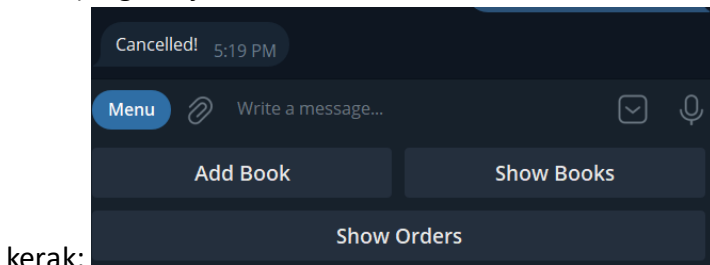 Cancelled! 5:19 PM
Menu Write a message...
Add Book Show Books
Show Orders
kerak: